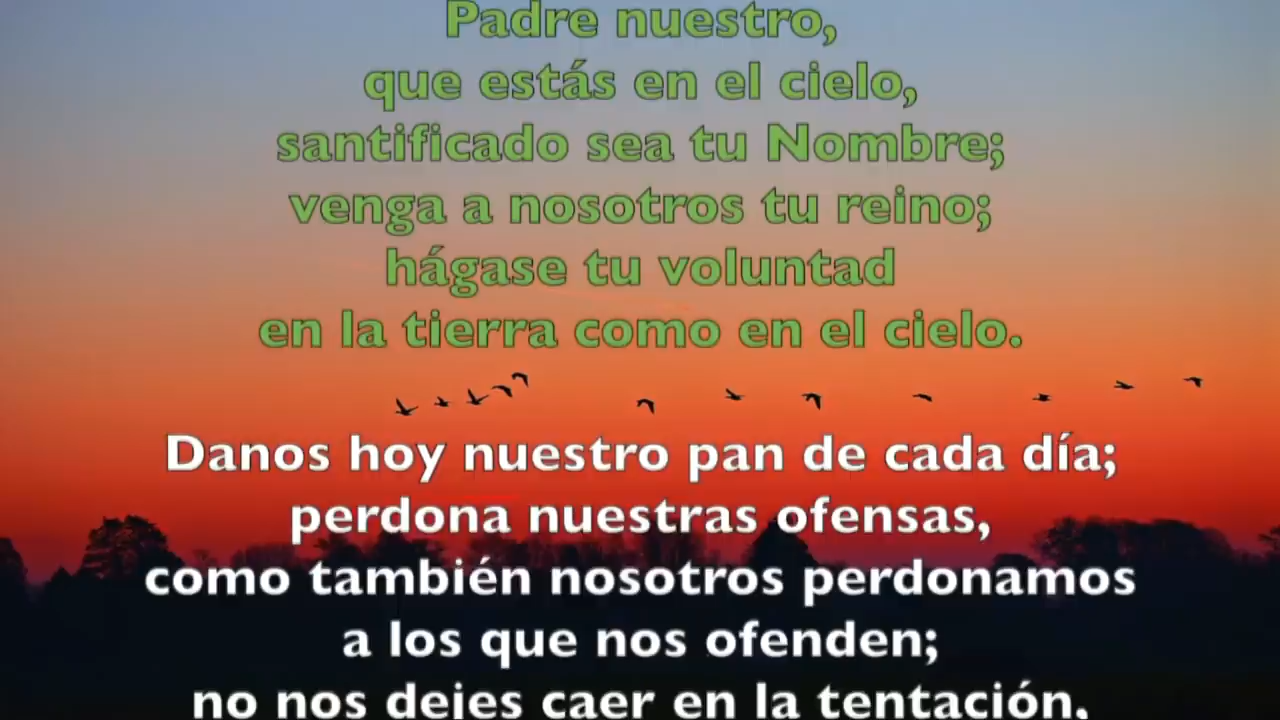 Padre nuestro,
que estás en el cielo,
santificado sea tu Nombre;
venga a nosotros tu reino;
hágase tu voluntad
en la tierra como en el cielo.
Danos hoy nuestro pan de cada día;
perdona nuestras ofensas,
como también nosotros perdonamos
a los que nos ofenden;
no nos dejes caer en la tentación,